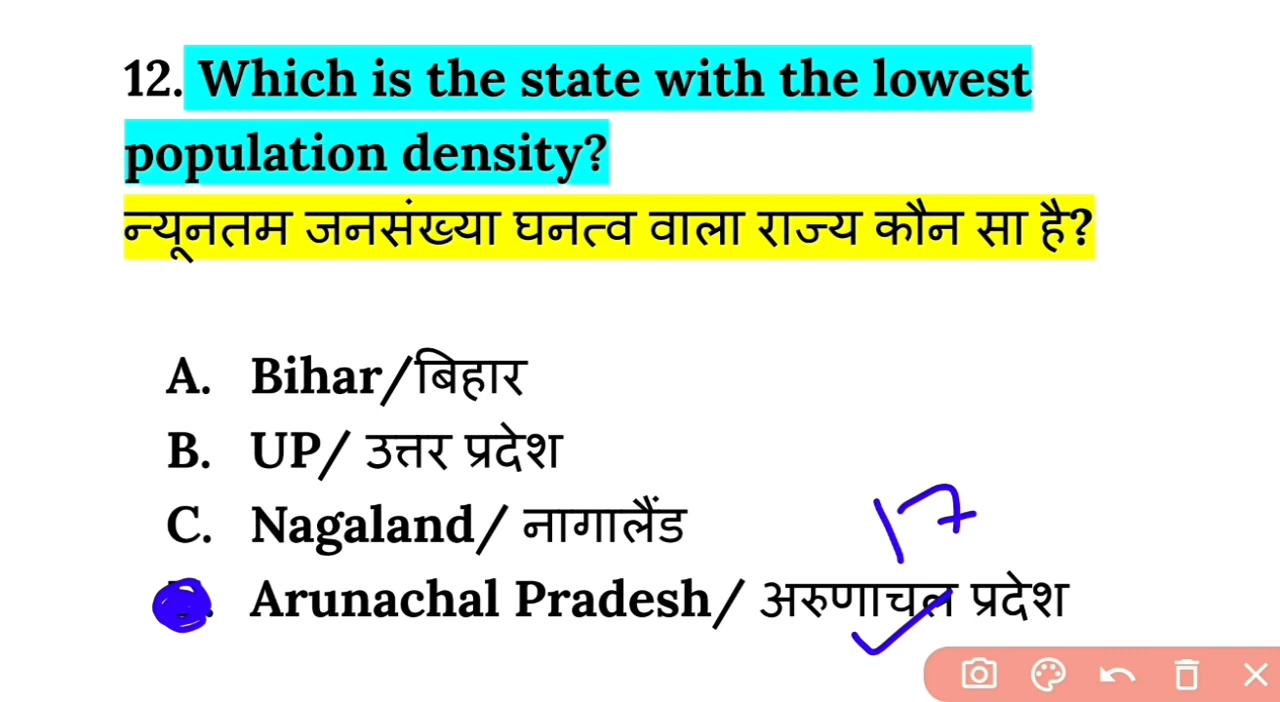 12. Which is the state with the lowest
population density?
न्यूनतम जनसंख्या घनत्व वाला राज्य कौन सा है?
A. Bihar/बिहार
B. UP/ उत्तर प्रदेश
C. Nagaland/ नागालैंड
17
Arunachal Pradesh/ अरुणाचल प्रदेश